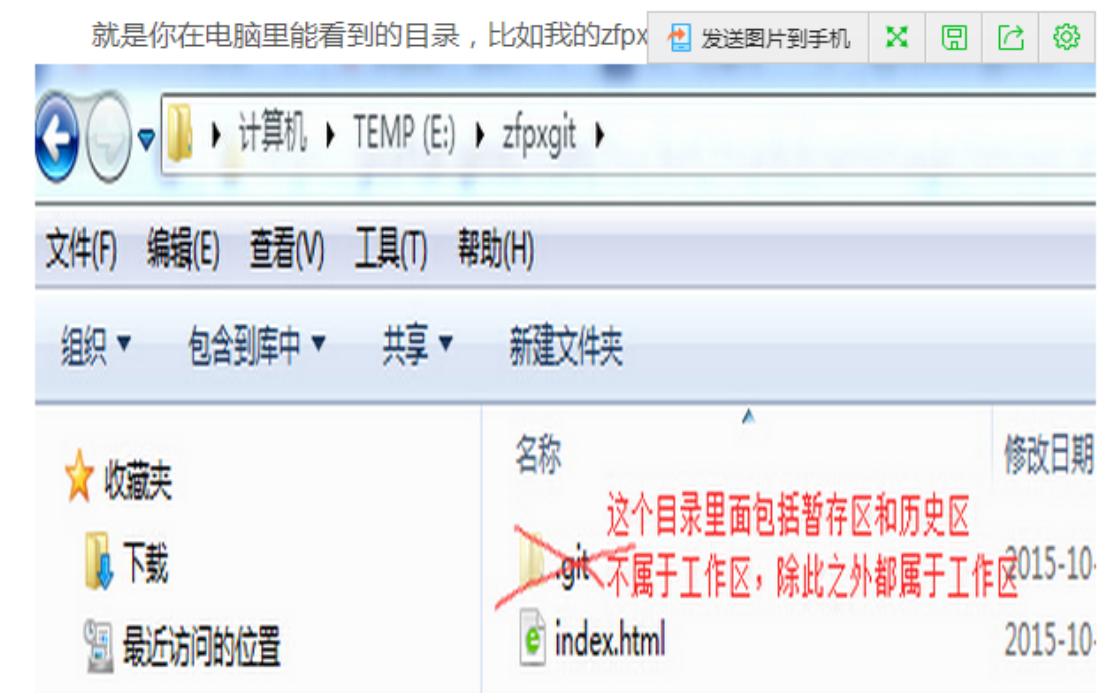 就是你在电脑里能看到的目录，比如我的zfpx
发送图片到手机
计算机 TEMP (E:) zfpxgit
文件(F) 编辑(E) 查看(V) 工具(T) 帮助(H)
组织 包含到库中 共享 新建文件夹
名称 修改日期
收藏夹
这个目录里面包括暂存区和历史区
下载
.git
不属于工作区，除此之外都属于工作区
2015-10-
最近访问的位置
index.html
2015-10-